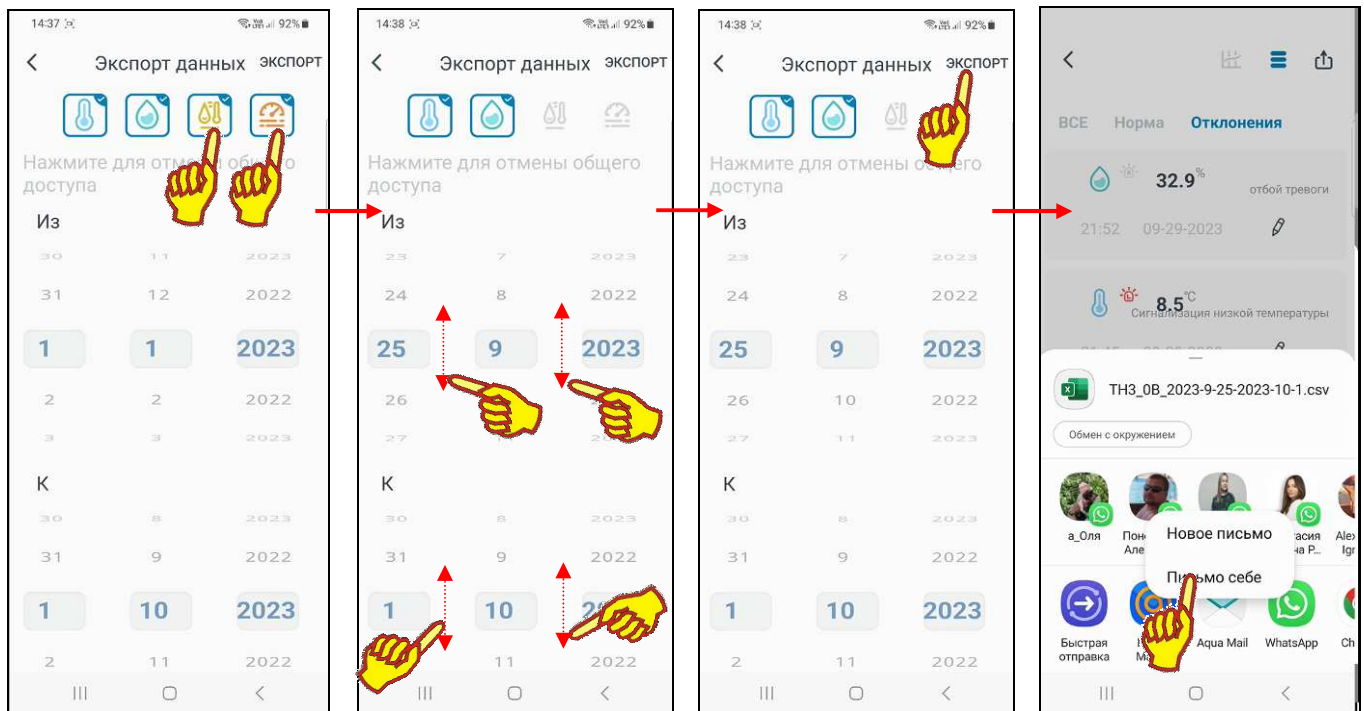 14:37
92%
Экспорт данных ЭКСПОРТ
Нажмите для отмены общего
доступа
Из
30 11 2023
31 12 2022
1 1 2023
2 2 2022
3 3 2023
К
30 8 2023
31 9 2022
1 10 2023
2 11 2022
14:38
92%
Экспорт данных ЭКСПОРТ
Нажмите для отмены общего
доступа
Из
23 7 2023
24 8 2022
25 9 2023
26
27
К
30 8 2023
31 9 2022
1 10
11 2022
14:38
92%
Экспорт данных ЭКСПОРТ
Нажмите для отмены общего
доступа
Из
23 7 2023
24 8 2022
25 9 2023
26 10 2022
27 11 2023
К
30 8 2023
31 9 2022
1 10 2023
2 11 2022
ВСЕ Норма Отклонения
32.9%
отбой тревоги
21:52 09-29-2023
8.5°C
Сигнализация низкой температуры
TH3_0B_2023-9-25-2023-10-1.csv
Обмен с окружением
а_Оля
Новое письмо
Письмо себе
Быстрая
отправка
Aqua Mail
WhatsApp
Ch